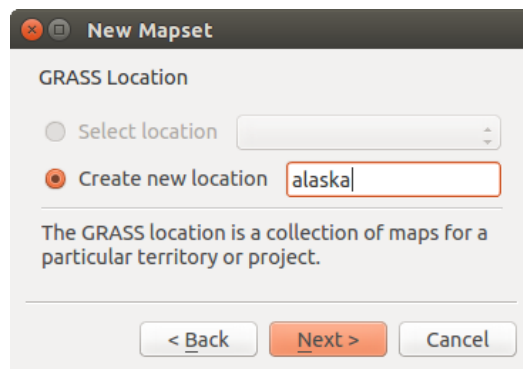 New Mapset
GRASS Location
Select location
Create new location alaska
The GRASS location is a collection of maps for a
particular territory or project.
< Back Next > Cancel